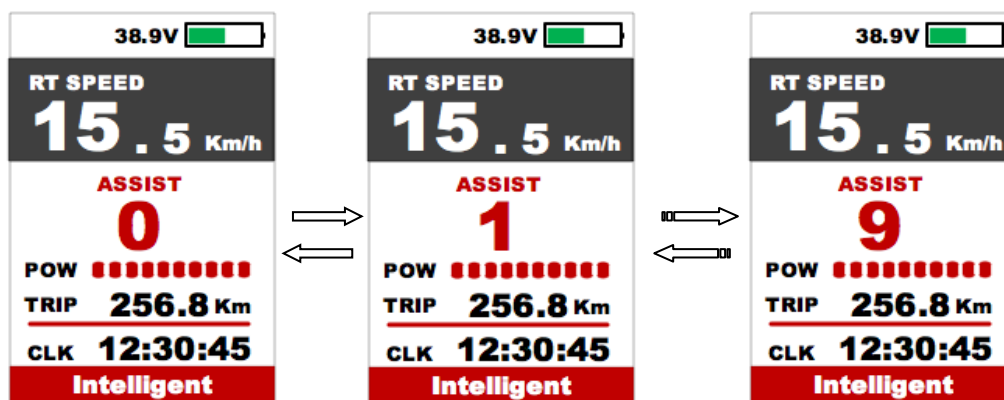 38.9V
RT SPEED
15.5 Km/h
ASSIST
0
POW
TRIP 256.8 Km
CLK 12:30:45
Intelligent
38.9V
RT SPEED
15.5 Km/h
ASSIST
1
POW
TRIP 256.8 Km
CLK 12:30:45
Intelligent
38.9V
RT SPEED
15.5 Km/h
ASSIST
9
POW
TRIP 256.8 Km
CLK 12:30:45
Intelligent